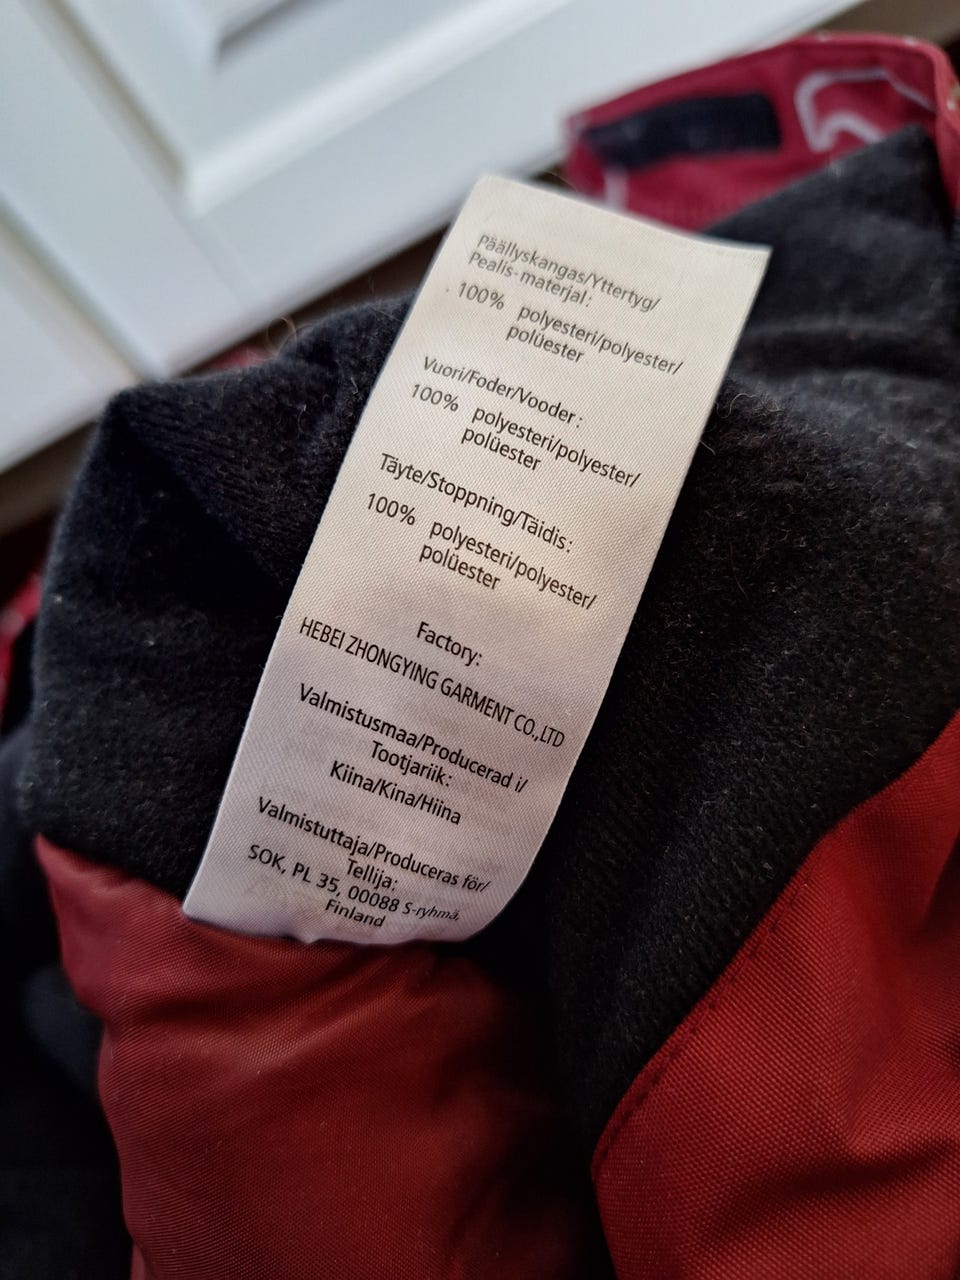 Päällyskangas/Yttertyg/
Pealis-materjal:
100% polyesteri/polyester/
polüester
Vuori/Foder/Vooder:
100% polyesteri/polyester/
polüester
Täyte/Stoppning/Täidis:
100% polyesteri/polyester/
polüester
Factory:
HEBEI ZHONGYING GARMENT CO.,LTD
Valmistusmaa/Producerad i/
Tootjariik:
Kiina/Kina/Hiina
Valmistuttaja/Produceras för/
Tellija:
SOK, PL 35, 00088 S-ryhmä,
Finland